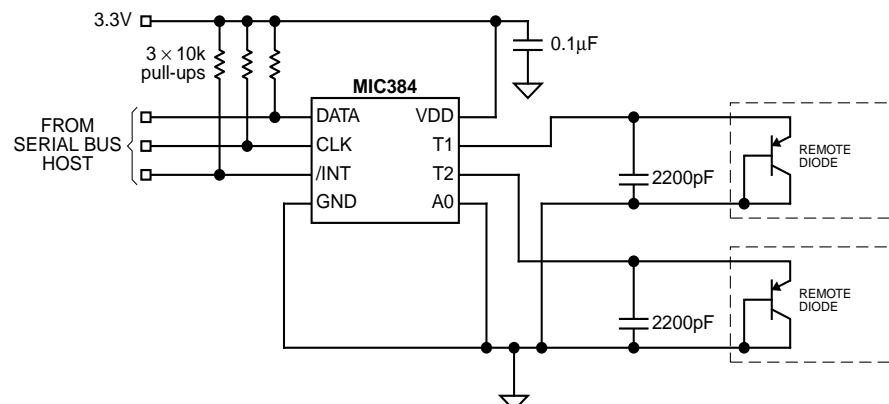 3.3V
0.1µF
3 × 10k
pull-ups
MIC384
FROM
SERIAL BUS
HOST
DATA
CLK
/INT
GND
VDD
T1
T2
A0
2200pF
REMOTE
DIODE
2200pF
REMOTE
DIODE